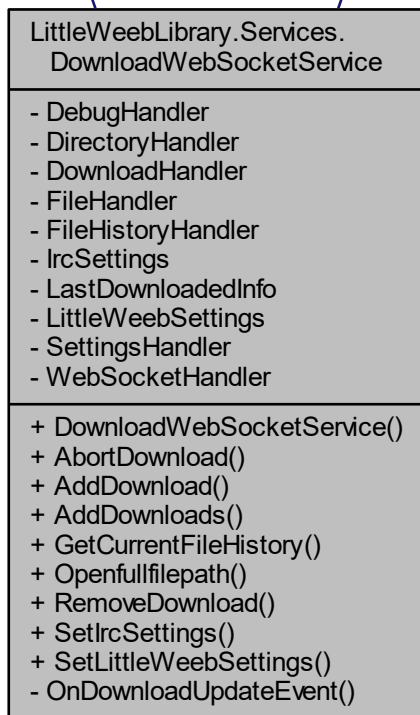 LittleWeebLibrary.Services.
DownloadWebSocketService
- DebugHandler
- DirectoryHandler
- DownloadHandler
- FileHandler
- FileHistoryHandler
- IrcSettings
- LastDownloadedInfo
- LittleWeebSettings
- SettingsHandler
- WebSocketHandler
+ DownloadWebSocketService()
+ AbortDownload()
+ AddDownload()
+ AddDownloads()
+ GetCurrentFileHistory()
+ Openfullfilepath()
+ RemoveDownload()
+ SetIrcSettings()
+ SetLittleWeebSettings()
- OnDownloadUpdateEvent()